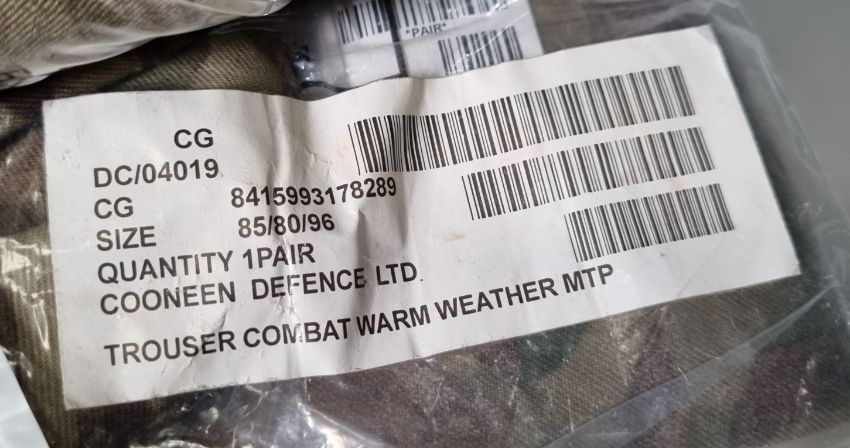 *PAIR*
CG
DC/04019
CG 8415993178289
SIZE 85/80/96
QUANTITY 1PAIR
COONEEN DEFENCE LTD.
TROUSER COMBAT WARM WEATHER MTP